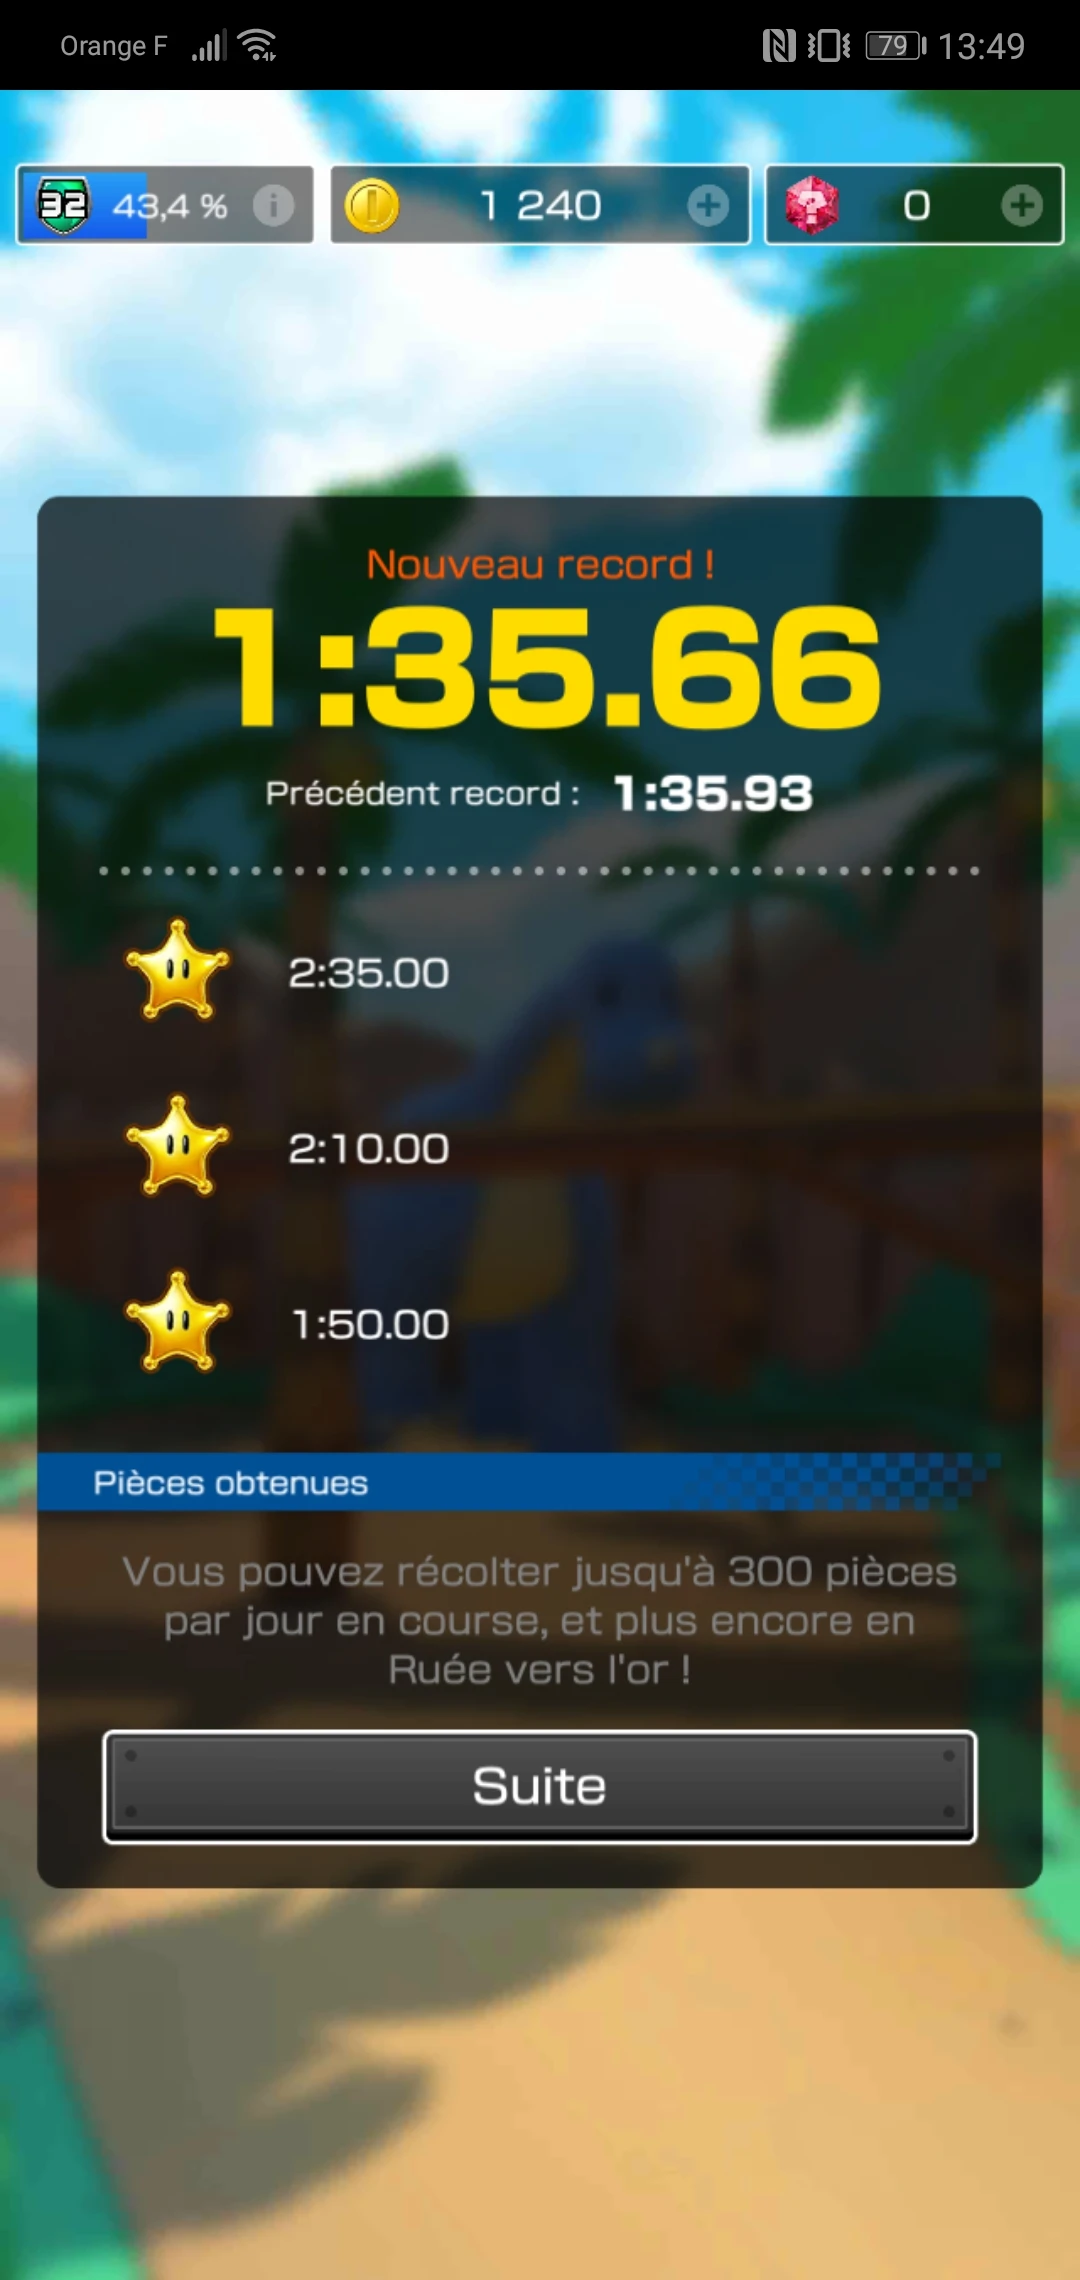 Orange F 79 13:49
32 43,4 % 1 240 0
Nouveau record !
1:35.66
Précédent record : 1:35.93
2:35.00
2:10.00
1:50.00
Pièces obtenues
Vous pouvez récolter jusqu'à 300 pièces
par jour en course, et plus encore en
Ruée vers l'or !
Suite